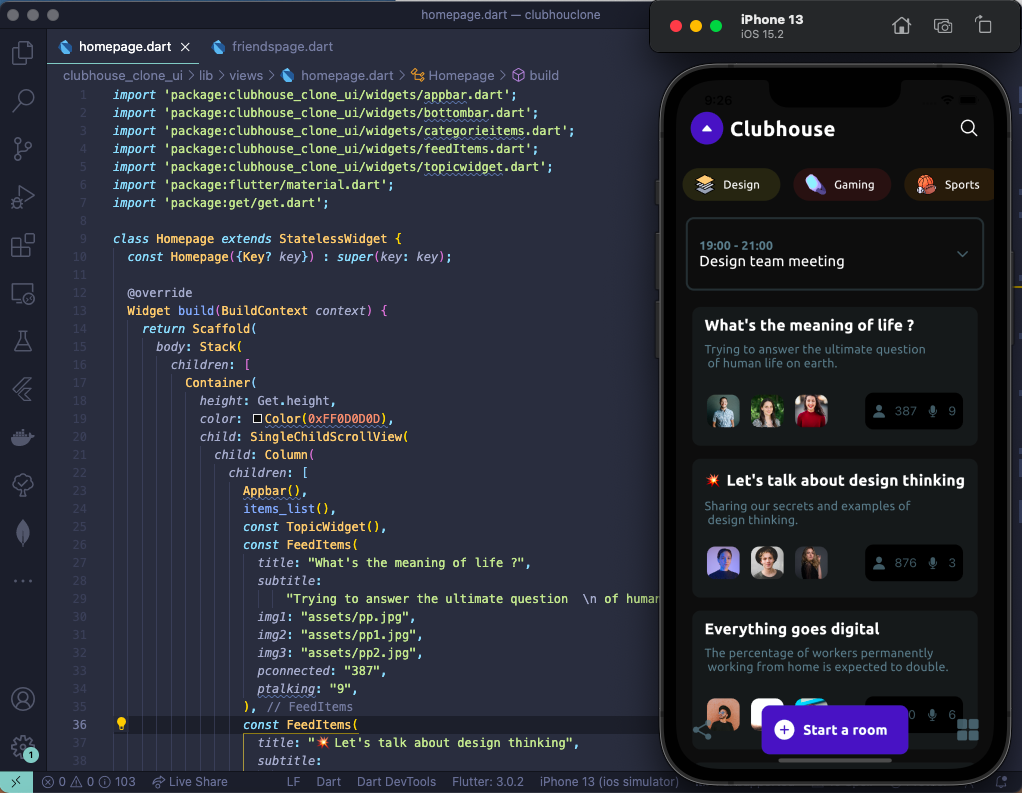 homepage.dart — clubhouclone
homepage.dart
friendspage.dart
clubhouse_clone_ui > lib > views > homepage.dart > Homepage > build
1 import 'package:clubhouse_clone_ui/widgets/appbar.dart';
2 import 'package:clubhouse_clone_ui/widgets/bottombar.dart';
3 import 'package:clubhouse_clone_ui/widgets/categorieitems.dart';
4 import 'package:clubhouse_clone_ui/widgets/feedItems.dart';
5 import 'package:clubhouse_clone_ui/widgets/topicwidget.dart';
6 import 'package:flutter/material.dart';
7 import 'package:get/get.dart';
8
9 class Homepage extends StatelessWidget {
10 const Homepage({Key? key}) : super(key: key);
11
12 @override
13 Widget build(BuildContext context) {
14 return Scaffold(
15 body: Stack(
16 children: [
17 Container(
18 height: Get.height,
19 color: Color(0xFF0D0D0D),
20 child: SingleChildScrollView(
21 child: Column(
22 children: [
23 Appbar(),
24 items_list(),
25 const TopicWidget(),
26 const FeedItems(
27 title: "What's the meaning of life ?",
28 subtitle:
29 "Trying to answer the ultimate question  \n of human
30 img1: "assets/pp.jpg",
31 img2: "assets/pp1.jpg",
32 img3: "assets/pp2.jpg",
33 pconnected: "387",
34 ptalking: "9",
35 ), // FeedItems
36 const FeedItems(
37 title: "💥 Let's talk about design thinking",
38 subtitle:
1
0 0 103 Live Share LF Dart Dart DevTools Flutter: 3.0.2 iPhone 13 (ios simulator)
iPhone 13
iOS 15.2
9:26
Clubhouse
Design Gaming Sports
19:00 - 21:00
Design team meeting
What's the meaning of life ?
Trying to answer the ultimate question
of human life on earth.
387 9
💥 Let's talk about design thinking
Sharing our secrets and examples of
design thinking.
876 3
Everything goes digital
The percentage of workers permanently
working from home is expected to double.
0 6
Start a room